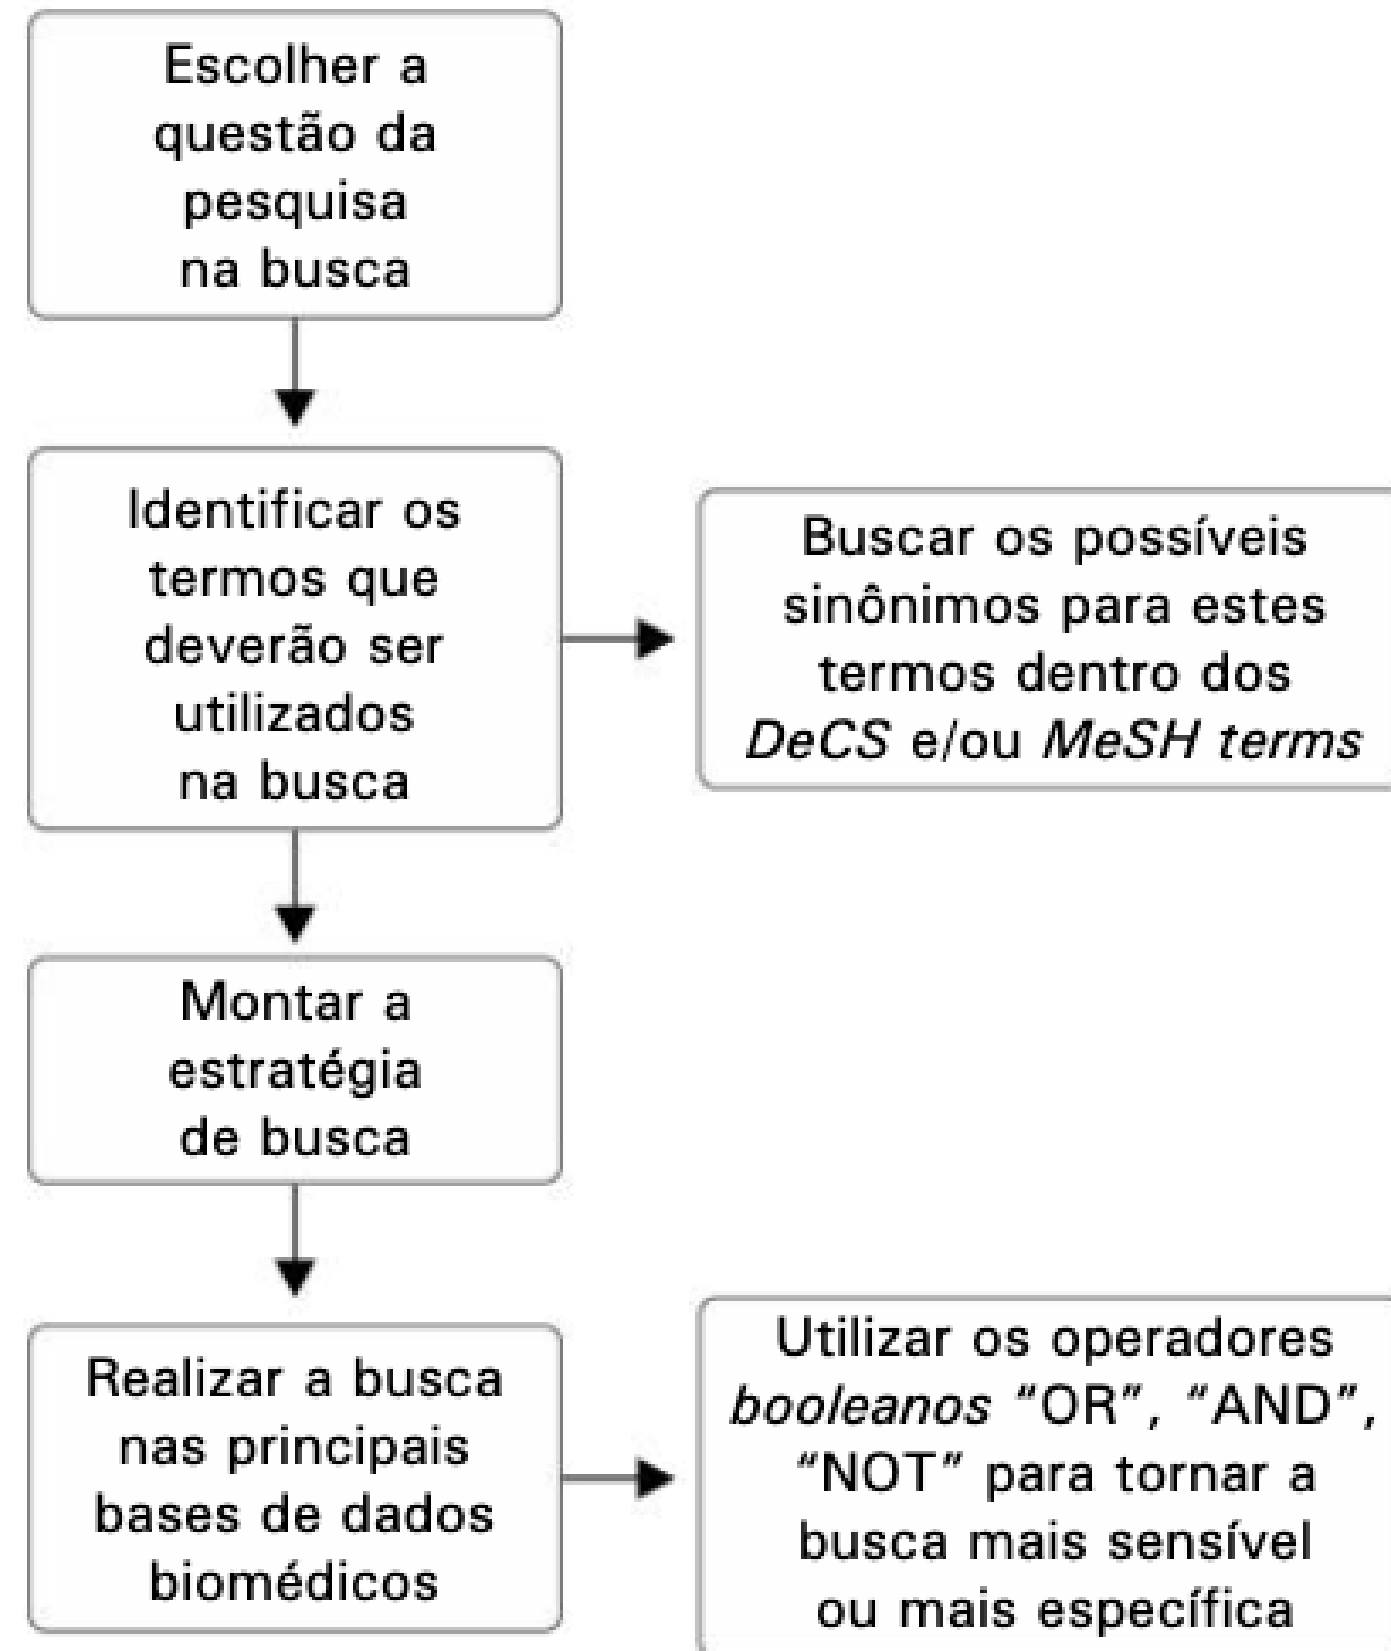 Escolher a
questão da
pesquisa
na busca
Identificar os
termos que
deverão ser
utilizados
na busca
Buscar os possíveis
sinônimos para estes
termos dentro dos
DeCS e/ou MeSH terms
Montar a
estratégia
de busca
Realizar a busca
nas principais
bases de dados
biomédicos
Utilizar os operadores
booleanos “OR”, “AND”,
“NOT” para tornar a
busca mais sensível
ou mais específica